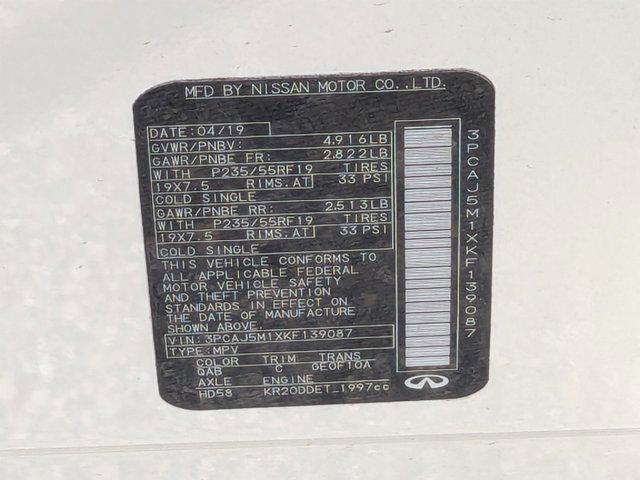 MFD BY NISSAN MOTOR CO.,LTD.
DATE: 04/19
GVWR/PNBV: 4.916LB
GAWR/PNBE FR: 2.822LB
WITH P235/55RF19 TIRES
19X7.5 RIMS.AT 33 PSI
COLD SINGLE
GAWR/PNBE RR: 2.513LB
WITH P235/55RF19 TIRES
19X7.5 RIMS.AT 33 PSI
COLD SINGLE
THIS VEHICLE CONFORMS TO
ALL APPLICABLE FEDERAL
MOTOR VEHICLE SAFETY
AND THEFT PREVENTION
STANDARDS IN EFFECT ON
THE DATE OF MANUFACTURE
SHOWN ABOVE.
VIN: 3PCAJ5M1XKF139087
TYPE: MPV
COLOR TRIM TRANS
QAB C GE0F10A
AXLE ENGINE
HD58 KR20DDET 1997cc
3PCAJ5M1XKF139087